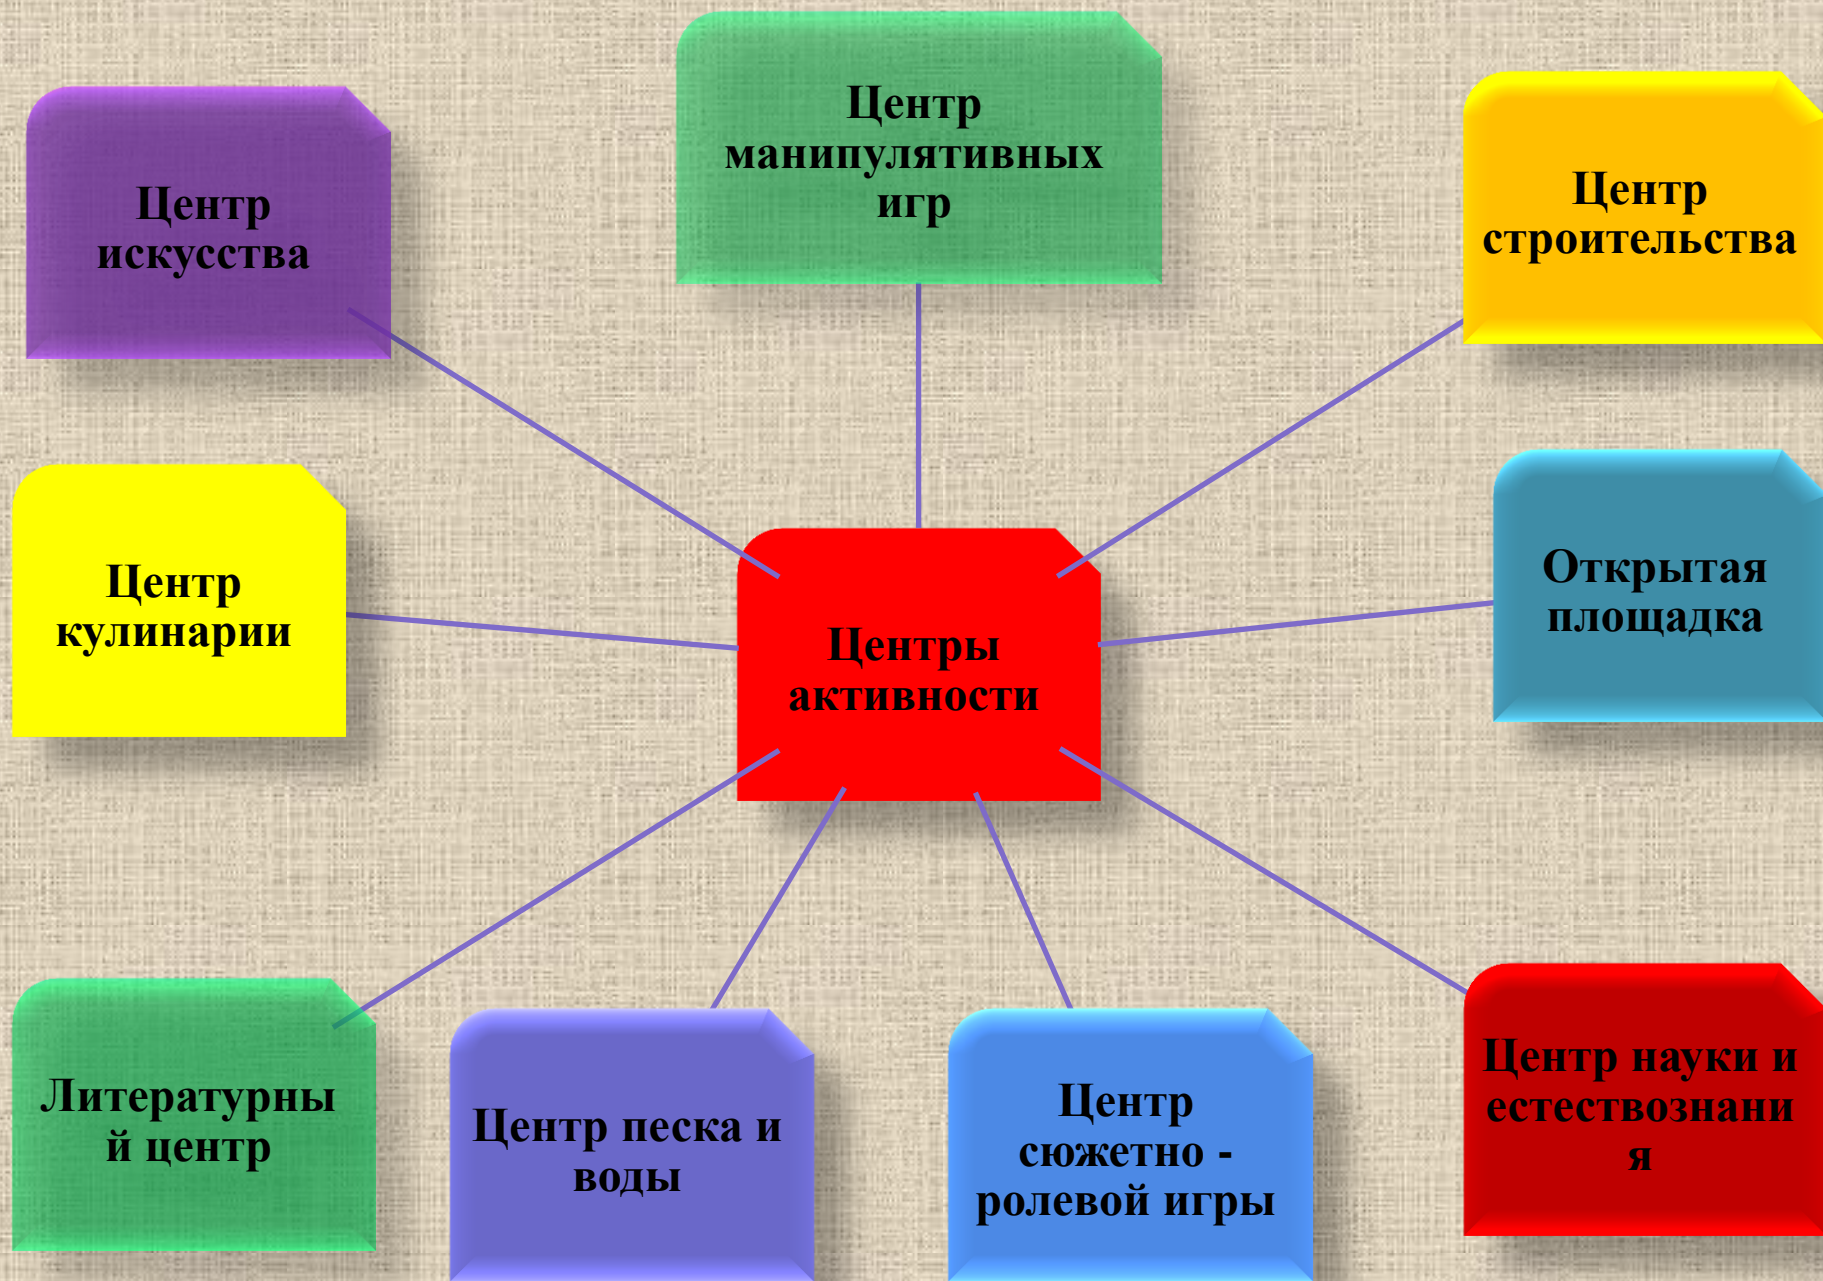 Центр
манипулятивных
игр
Центр
искусства
Центр
строительства
Центр
кулинарии
Открытая
площадка
Центры
активности
Литературны
й центр
Центр песка и
воды
Центр
сюжетно -
ролевой игры
Центр науки и
естествознани
я